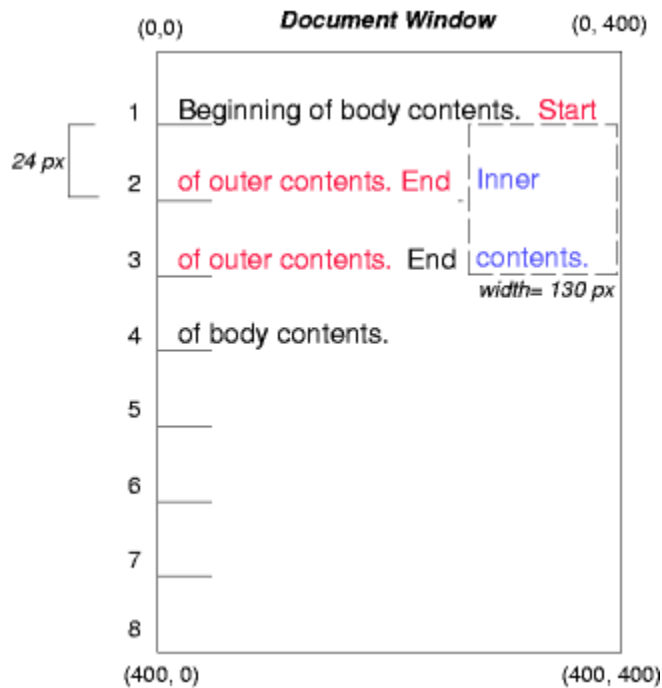 Document Window
(0,0) (0, 400)
1 Beginning of body contents. Start
24 px
2 of outer contents. End Inner
3 of outer contents. End contents.
width= 130 px
4 of body contents.
5
6
7
8
(400, 0) (400, 400)